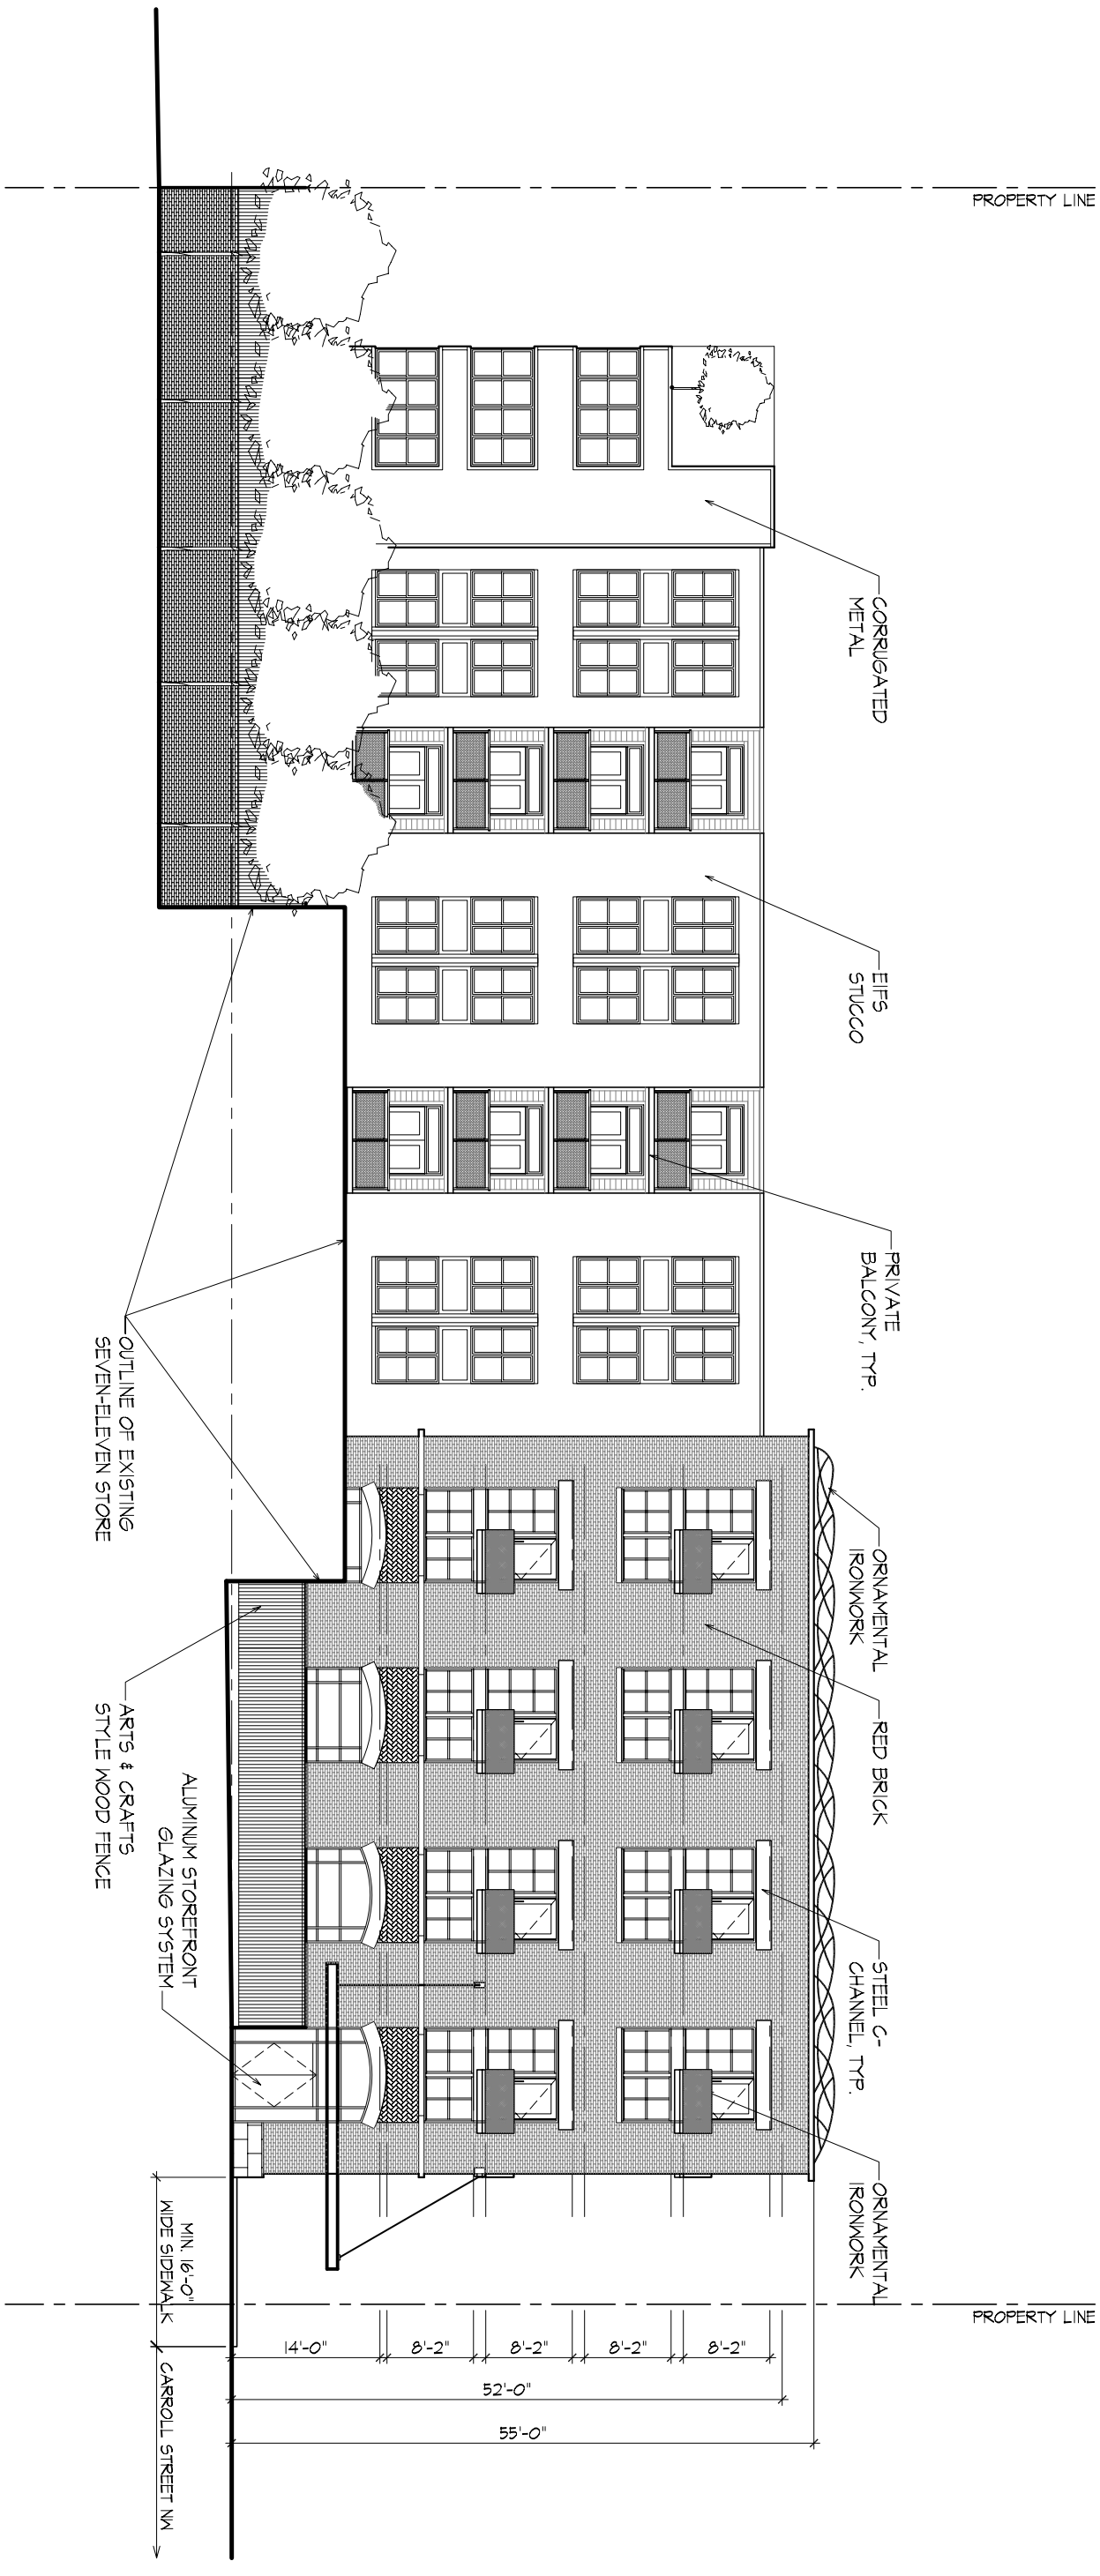 PROPERTY LINE
CORRUGATED
METAL
EIFS
STUCCO
PRIVATE
BALCONY, TYP.
ORNAMENTAL
IRONWORK
RED BRICK
STEEL C-
CHANNEL, TYP.
ORNAMENTAL
IRONWORK
PROPERTY LINE
OUTLINE OF EXISTING
SEVEN-ELEVEN STORE
ARTS & CRAFTS
STYLE WOOD FENCE
ALUMINUM STOREFRONT
GLAZING SYSTEM
MIN. 16'-0"
WIDE SIDEWALK
CARROLL STREET NW
14'-0"
8'-2"
8'-2"
8'-2"
8'-2"
52'-0"
55'-0"